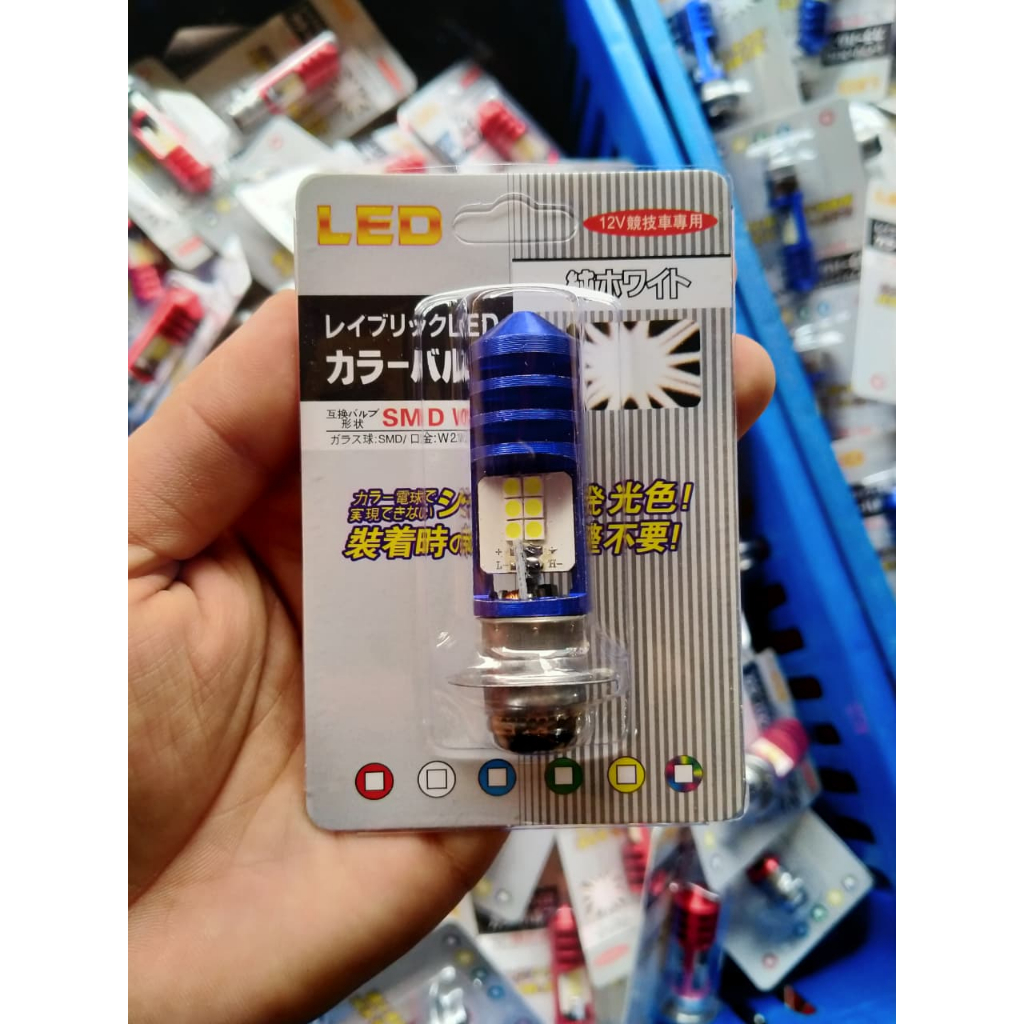 LED
12V競技車專用
純ホワイト
レイブリックLED
カラーバル
互換バルブ
形状
SMD W
ガラス球:SMD/口金:W2
カラー電球で
実現できない
シ 発光色!
装着時の 整不要!
+
L- H-